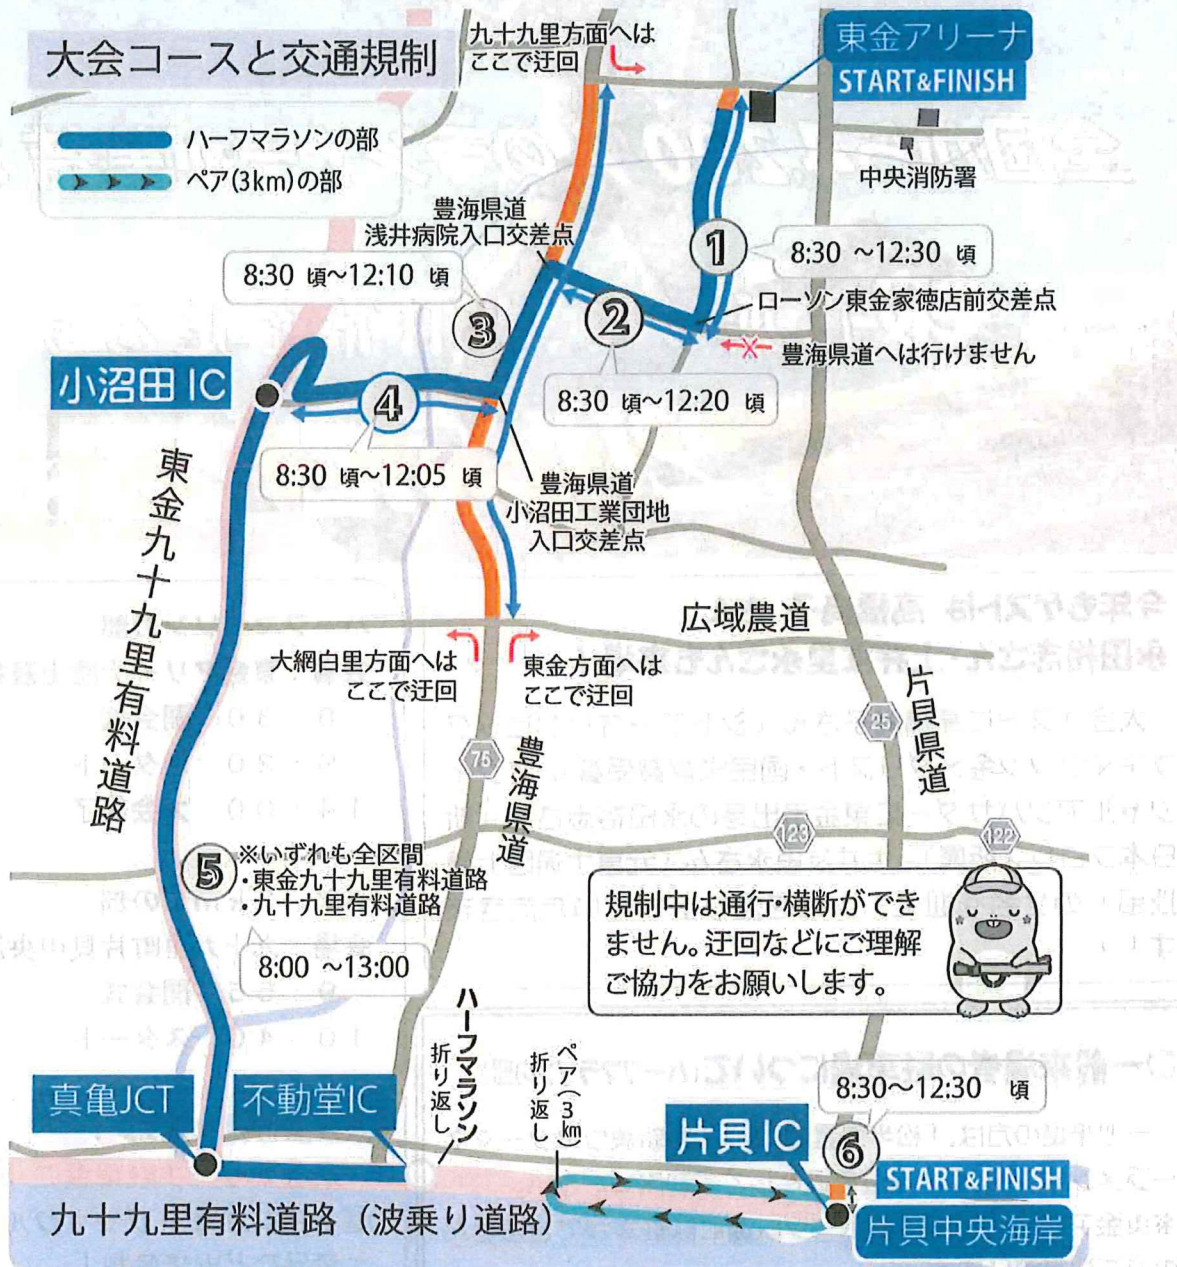 大会コースと交通規制
ハーフマラソンの部
ペア(3km)の部
九十九里方面へは
ここで迂回
東金アリーナ
START&FINISH
中央消防署
豊海県道
浅井病院入口交差点
8:30 頃～12:10 頃
①
8:30 ～12:30 頃
②
③
ローソン東金家徳店前交差点
豊海県道へは行けません
8:30 頃～12:20 頃
小沼田 IC
④
8:30 頃～12:05 頃
豊海県道
小沼田工業団地
入口交差点
東金九十九里有料道路
広域農道
大網白里方面へは
ここで迂回
東金方面へは
ここで迂回
片貝県道
25
75
豊海県道
123
122
⑤
※いずれも全区間
・東金九十九里有料道路
・九十九里有料道路
8:00 ～13:00
規制中は通行・横断ができ
ません。迂回などにご理解
ご協力をお願いします。
真亀JCT
不動堂IC
ハーフマラソン
折り返し
ペア(3km)
折り返し
8:30～12:30 頃
片貝 IC
⑥
START&FINISH
片貝中央海岸
九十九里有料道路（波乗り道路）